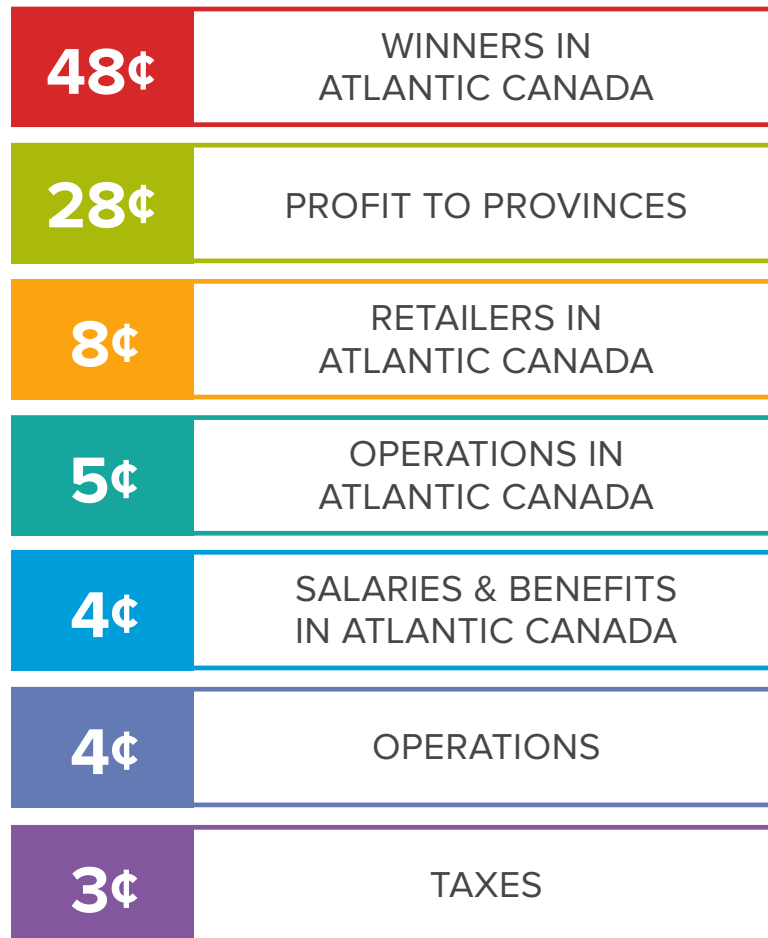 48¢
WINNERS IN
ATLANTIC CANADA
28¢
PROFIT TO PROVINCES
8¢
RETAILERS IN
ATLANTIC CANADA
5¢
OPERATIONS IN
ATLANTIC CANADA
4¢
SALARIES & BENEFITS
IN ATLANTIC CANADA
4¢
OPERATIONS
3¢
TAXES